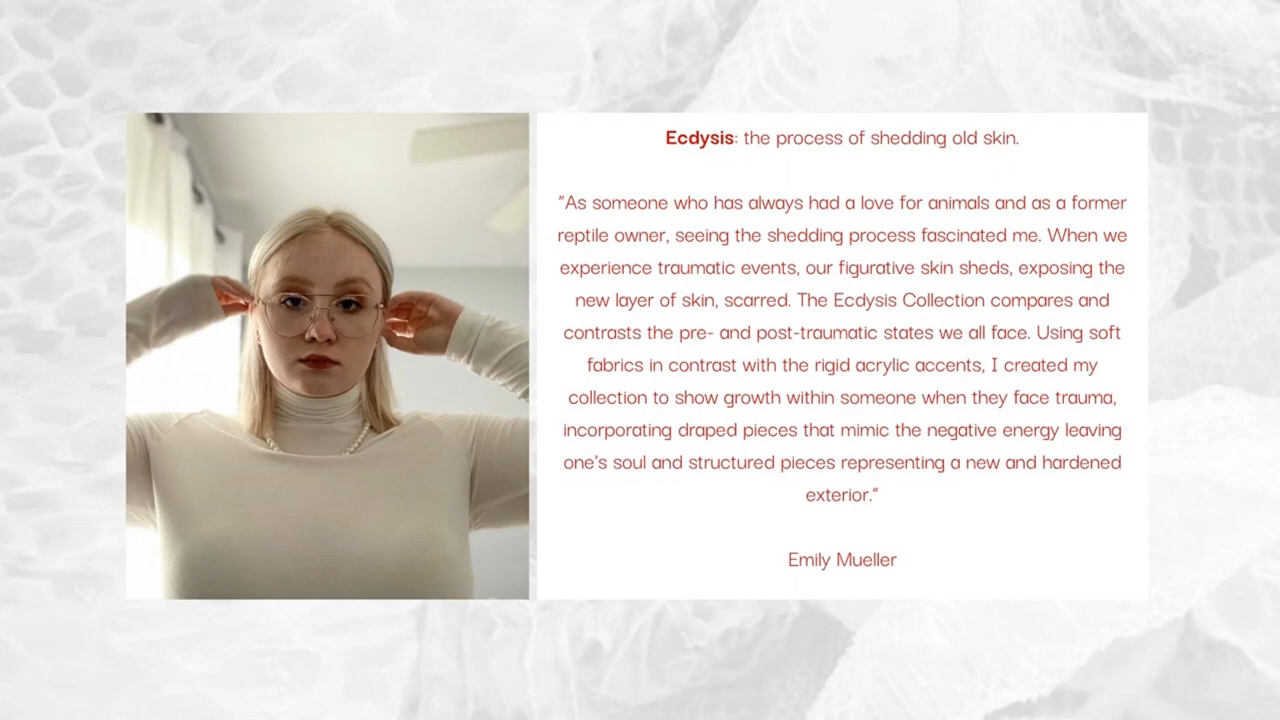 Ecdysis: the process of shedding old skin.
"As someone who has always had a love for animals and as a former
reptile owner, seeing the shedding process fascinated me. When we
experience traumatic events, our figurative skin sheds, exposing the
new layer of skin, scarred. The Ecdysis Collection compares and
contrasts the pre- and post-traumatic states we all face. Using soft
fabrics in contrast with the rigid acrylic accents, I created my
collection to show growth within someone when they face trauma,
incorporating draped pieces that mimic the negative energy leaving
one's soul and structured pieces representing a new and hardened
exterior."
Emily Mueller